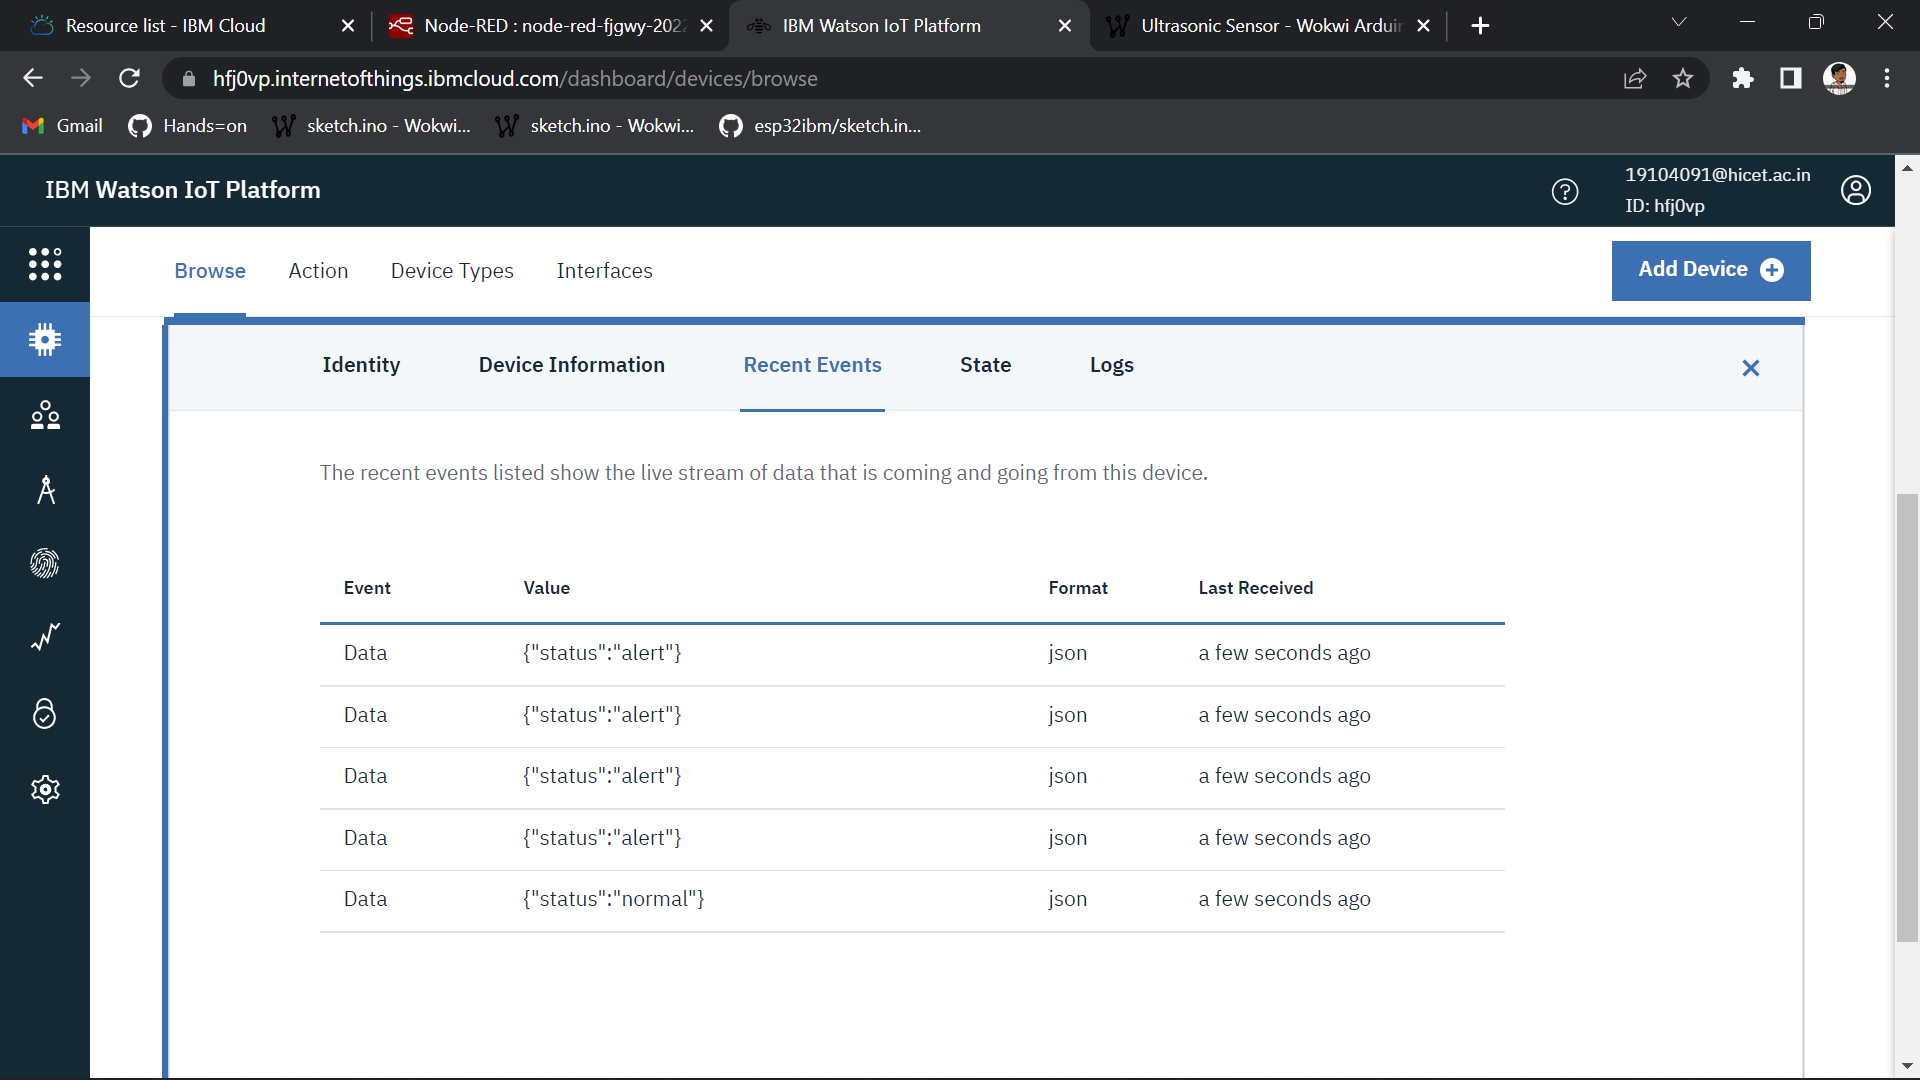 Resource list - IBM Cloud
Node-RED : node-red-fjgwy-202
IBM Watson IoT Platform
Ultrasonic Sensor - Wokwi Ardui
hfj0vp.internetofthings.ibmcloud.com/dashboard/devices/browse
Gmail
Hands=on
sketch.ino - Wokwi...
sketch.ino - Wokwi...
esp32ibm/sketch.in...
IBM Watson IoT Platform
19104091@hicet.ac.in
ID: hfj0vp
Browse
Action
Device Types
Interfaces
Add Device
Identity
Device Information
Recent Events
State
Logs
The recent events listed show the live stream of data that is coming and going from this device.
Event Value Format Last Received
Data {"status":"alert"} json a few seconds ago
Data {"status":"alert"} json a few seconds ago
Data {"status":"alert"} json a few seconds ago
Data {"status":"alert"} json a few seconds ago
Data {"status":"normal"} json a few seconds ago